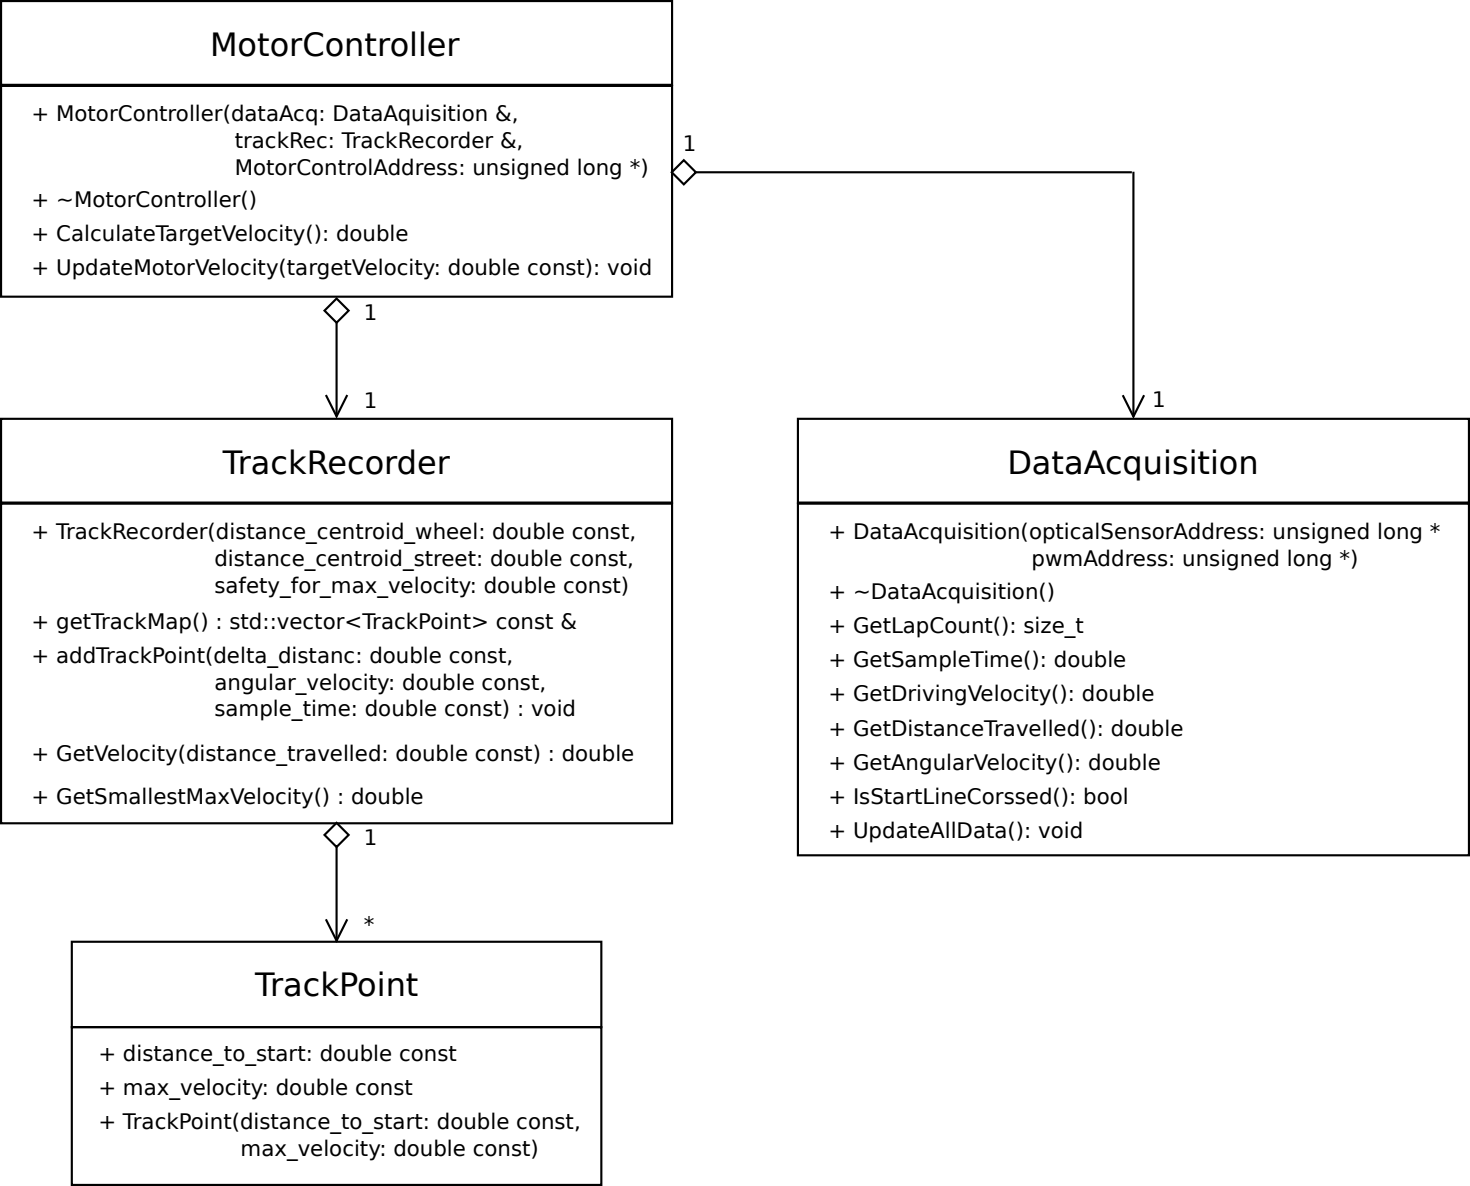 MotorController
+ MotorController(dataAcq: DataAquisition &,
trackRec: TrackRecorder &,
MotorControlAddress: unsigned long *)
+ ~MotorController()
+ CalculateTargetVelocity(): double
+ UpdateMotorVelocity(targetVelocity: double const): void
1
1
1
1
TrackRecorder
+ TrackRecorder(distance_centroid_wheel: double const,
distance_centroid_street: double const,
safety_for_max_velocity: double const)
+ getTrackMap() : std::vector<TrackPoint> const &
+ addTrackPoint(delta_distanc: double const,
angular_velocity: double const,
sample_time: double const) : void
+ GetVelocity(distance_travelled: double const) : double
+ GetSmallestMaxVelocity() : double
DataAcquisition
+ DataAcquisition(opticalSensorAddress: unsigned long *
pwmAddress: unsigned long *)
+ ~DataAcquisition()
+ GetLapCount(): size_t
+ GetSampleTime(): double
+ GetDrivingVelocity(): double
+ GetDistanceTravelled(): double
+ GetAngularVelocity(): double
+ IsStartLineCorssed(): bool
+ UpdateAllData(): void
1
*
TrackPoint
+ distance_to_start: double const
+ max_velocity: double const
+ TrackPoint(distance_to_start: double const,
max_velocity: double const)